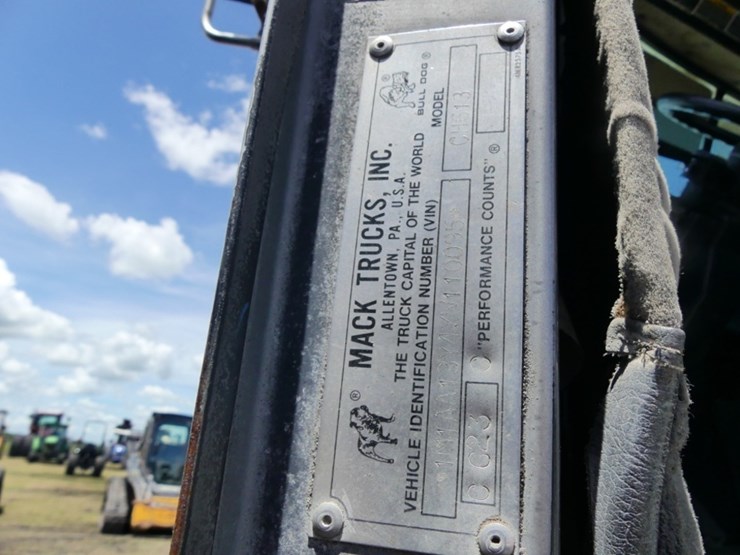 MACK TRUCKS, INC.
ALLENTOWN, PA., U.S.A.
THE TRUCK CAPITAL OF THE WORLD
BULL DOG ®
VEHICLE IDENTIFICATION NUMBER (VIN)
MODEL
CH613
"PERFORMANCE COUNTS" ®